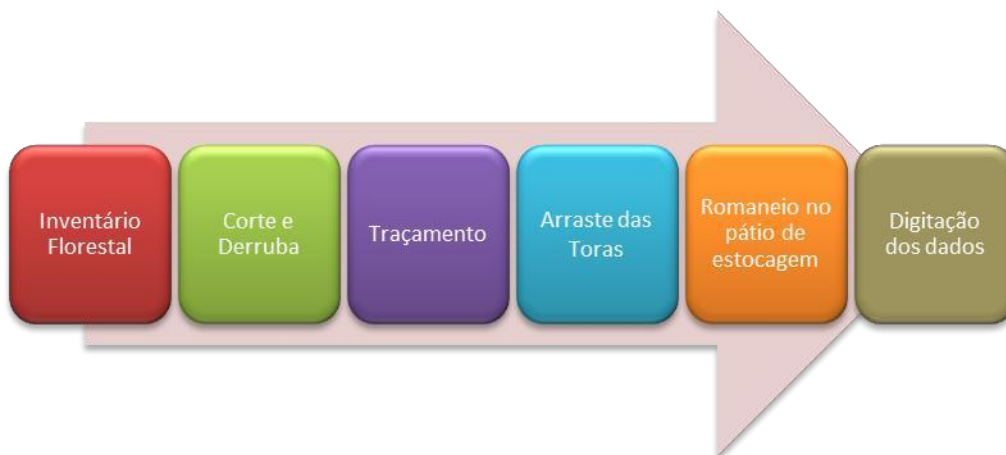 Inventário
Florestal
Corte e
Derruba
Traçamento
Arraste das
Toras
Romaneio no
pátio de
estocagem
Digitação
dos dados